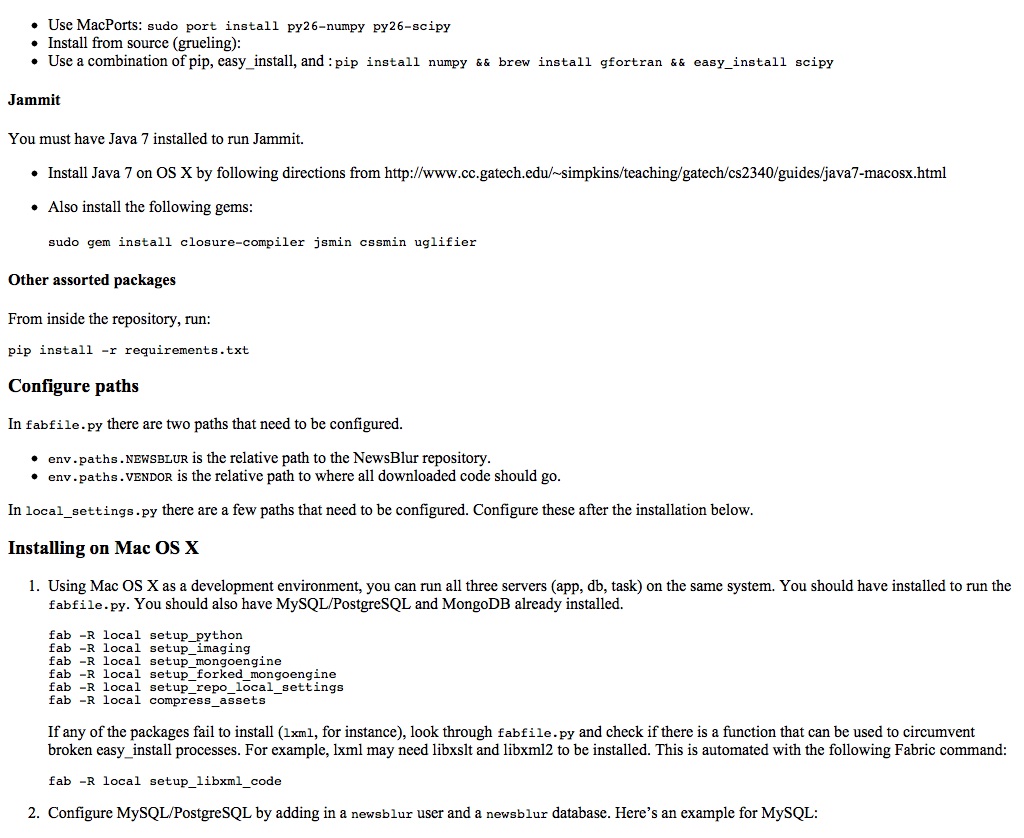 • Use MacPorts: sudo port install py26-numpy py26-scipy
• Install from source (grueling):
• Use a combination of pip, easy_install, and : pip install numpy && brew install gfortran && easy_install scipy
Jammit
You must have Java 7 installed to run Jammit.
• Install Java 7 on OS X by following directions from http://www.cc.gatech.edu/~simpkins/teaching/gatech/cs2340/guides/java7-macosx.html
• Also install the following gems:
sudo gem install closure-compiler jsmin cssmin uglifier
Other assorted packages
From inside the repository, run:
pip install -r requirements.txt
Configure paths
In fabfile.py there are two paths that need to be configured.
• env.paths.NEWSBLUR is the relative path to the NewsBlur repository.
• env.paths.VENDOR is the relative path to where all downloaded code should go.
In local_settings.py there are a few paths that need to be configured. Configure these after the installation below.
Installing on Mac OS X
1. Using Mac OS X as a development environment, you can run all three servers (app, db, task) on the same system. You should have installed to run the
fabfile.py. You should also have MySQL/PostgreSQL and MongoDB already installed.
fab -R local setup_python
fab -R local setup_imaging
fab -R local setup_mongoengine
fab -R local setup_forked_mongoengine
fab -R local setup_repo_local_settings
fab -R local compress_assets
If any of the packages fail to install (lxml, for instance), look through fabfile.py and check if there is a function that can be used to circumvent
broken easy_install processes. For example, lxml may need libxslt and libxml2 to be installed. This is automated with the following Fabric command:
fab -R local setup_libxml_code
2. Configure MySQL/PostgreSQL by adding in a newsblur user and a newsblur database. Here’s an example for MySQL: